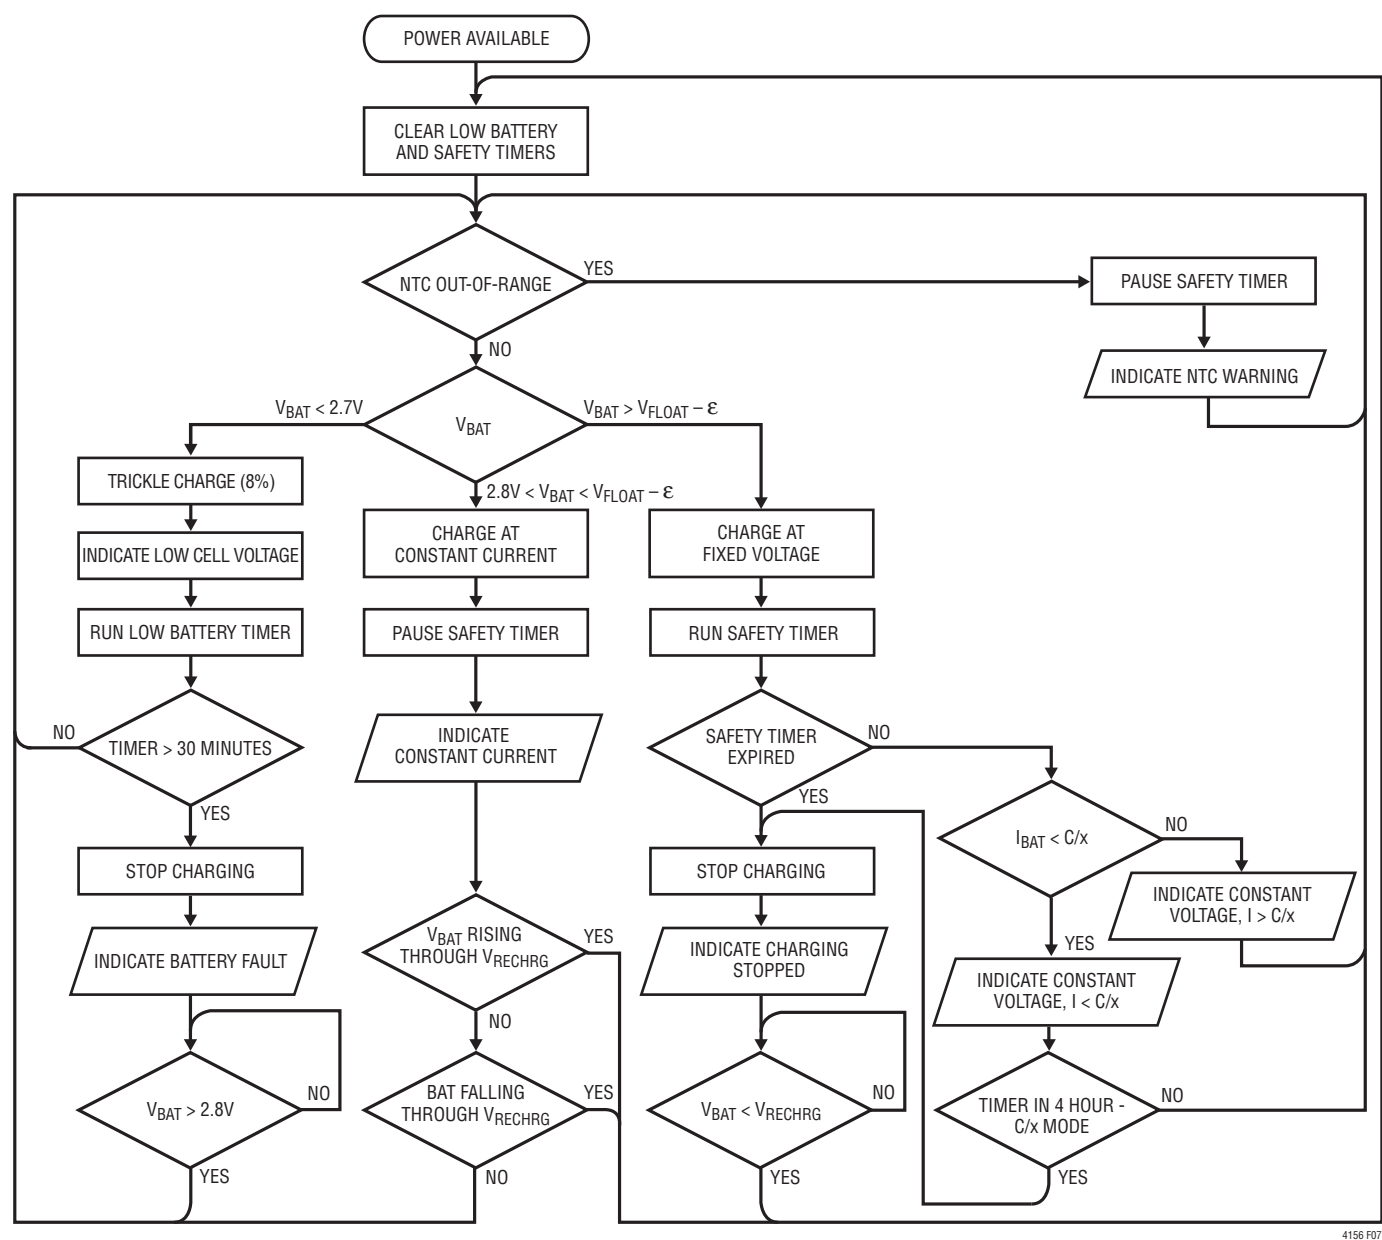 POWER AVAILABLE
CLEAR LOW BATTERY
AND SAFETY TIMERS
NTC OUT-OF-RANGE
YES
PAUSE SAFETY TIMER
INDICATE NTC WARNING
NO
VBAT
VBAT < 2.7V
VBAT > VFLOAT – ε
2.8V < VBAT < VFLOAT – ε
TRICKLE CHARGE (8%)
INDICATE LOW CELL VOLTAGE
RUN LOW BATTERY TIMER
TIMER > 30 MINUTES
NO
YES
STOP CHARGING
INDICATE BATTERY FAULT
VBAT > 2.8V
NO
YES
CHARGE AT
CONSTANT CURRENT
PAUSE SAFETY TIMER
INDICATE
CONSTANT CURRENT
VBAT RISING
THROUGH VRECHRG
YES
NO
BAT FALLING
THROUGH VRECHRG
YES
NO
CHARGE AT
FIXED VOLTAGE
RUN SAFETY TIMER
SAFETY TIMER
EXPIRED
NO
YES
STOP CHARGING
INDICATE CHARGING
STOPPED
VBAT < VRECHRG
NO
YES
IBAT < C/x
NO
INDICATE CONSTANT
VOLTAGE, I > C/x
YES
INDICATE CONSTANT
VOLTAGE, I < C/x
TIMER IN 4 HOUR -
C/x MODE
NO
YES
4156 F07